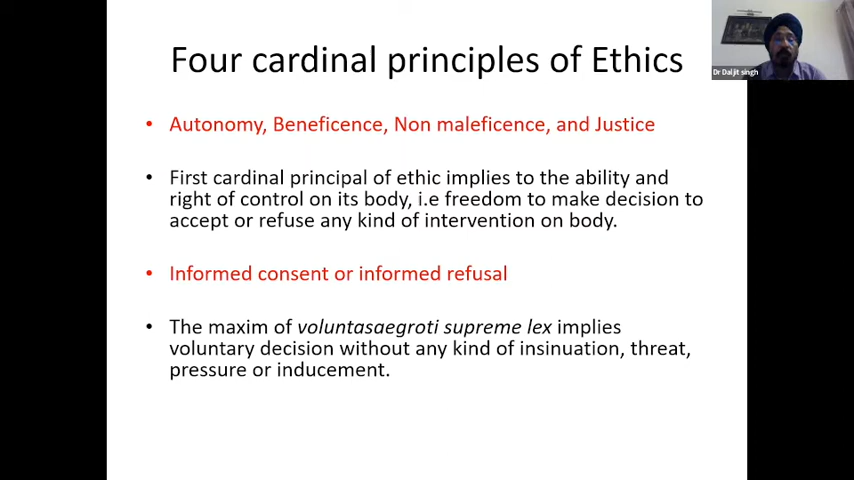 Four cardinal principles of Ethics
Dr Daljit singh
• Autonomy, Beneficence, Non maleficence, and Justice
• First cardinal principal of ethic implies to the ability and
right of control on its body, i.e freedom to make decision to
accept or refuse any kind of intervention on body.
• Informed consent or informed refusal
• The maxim of voluntasaegroti supreme lex implies
voluntary decision without any kind of insinuation, threat,
pressure or inducement.